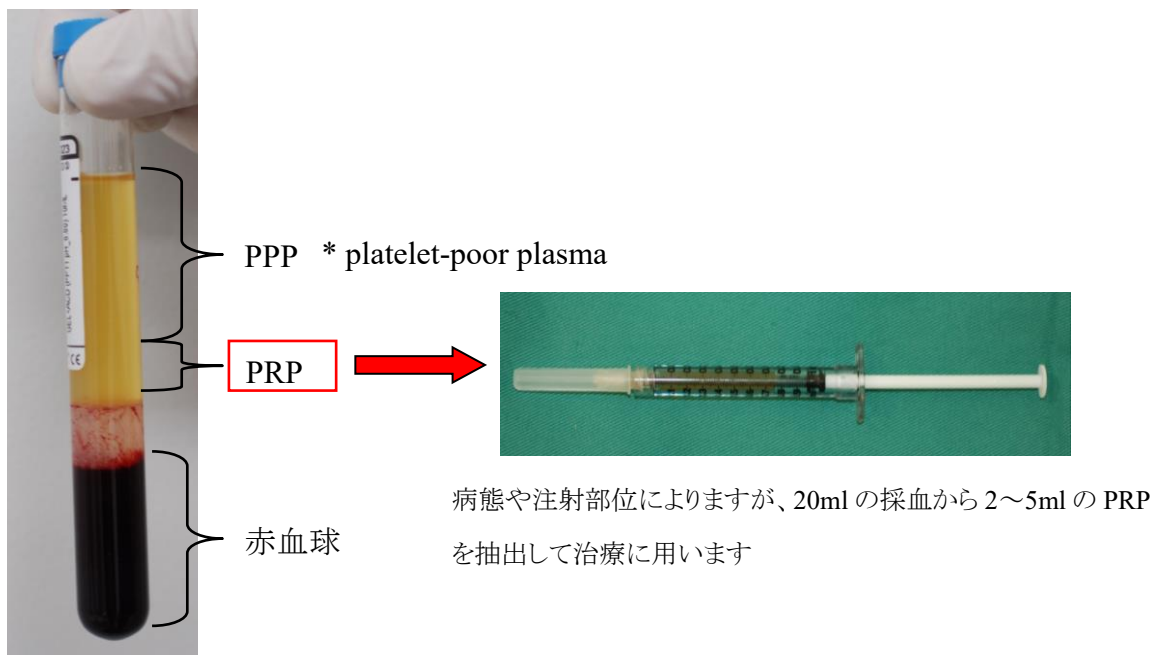 PPP * platelet-poor plasma
PRP
病態や注射部位によりますが、20ml の採血から 2～5ml の PRP
を抽出して治療に用います
赤血球